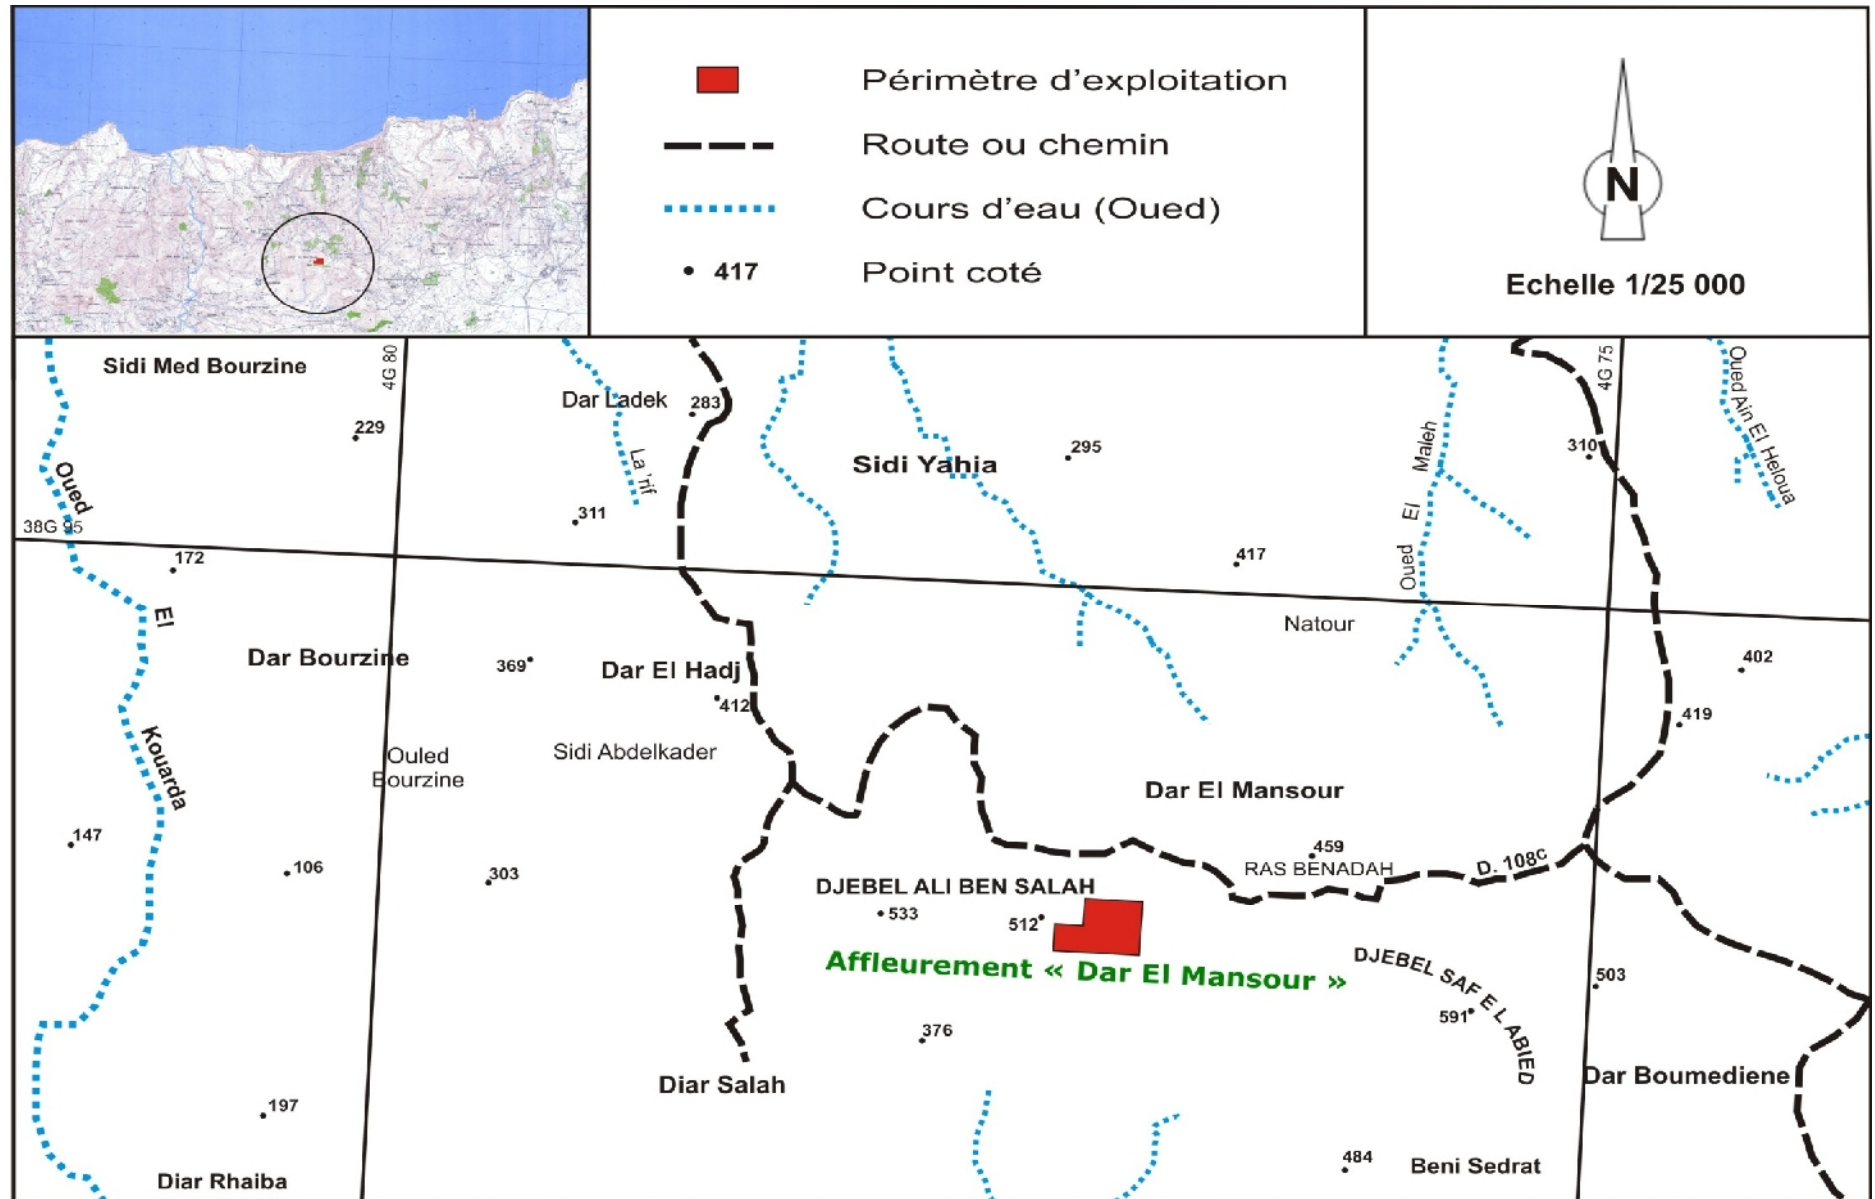 Périmètre d'exploitation
Route ou chemin
Cours d'eau (Oued)
417 Point coté
N
Echelle 1/25 000
Sidi Med Bourzine
4G 80
4G 75
Dar Ladek
283
229
La 'rif
Sidi Yahia
295
310
Oued El Maleh
Oued Ain El Heloua
38G 95
311
172
417
Natour
Oued El Kouarda
Dar Bourzine
369
Dar El Hadj
412
402
419
Ouled
Bourzine
Sidi Abdelkader
Dar El Mansour
147
106
303
459
RAS BENADAH
D. 108c
DJEBEL ALI BEN SALAH
533
512
Affleurement « Dar El Mansour »
DJEBEL SAF E L ABIED
503
591
376
Diar Salah
Dar Boumediene
197
484
Beni Sedrat
Diar Rhaiba